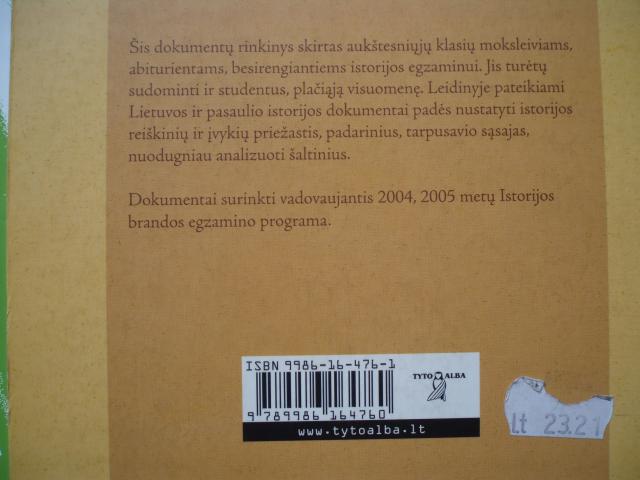 Šis dokumentų rinkinys skirtas aukštesniųjų klasių moksleiviams,
abiturientams, besirengiantiems istorijos egzaminui. Jis turėtų
sudominti ir studentus, plačiąją visuomenę. Leidinyje pateikiami
Lietuvos ir pasaulio istorijos dokumentai padės nustatyti istorijos
reiškinių ir įvykių priežastis, padarinius, tarpusavio sąsajas,
nuodugniau analizuoti šaltinius.
Dokumentai surinkti vadovaujantis 2004, 2005 metų Istorijos
brandos egzamino programa.
ISBN 9986-16-476-1
TYTO ALBA
9 789986 164760
www.tytoalba.lt
Lt 23.21